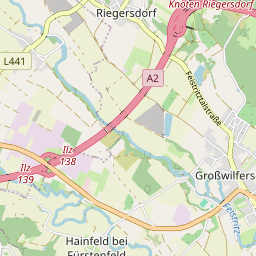 Knoten Riegersdorf
Riegersdorf
L441
A2
Feistritztalstraße
Ilz
138
Ilz
139
Großwilfers
Feistritz
Hainfeld bei
Fürstenfeld